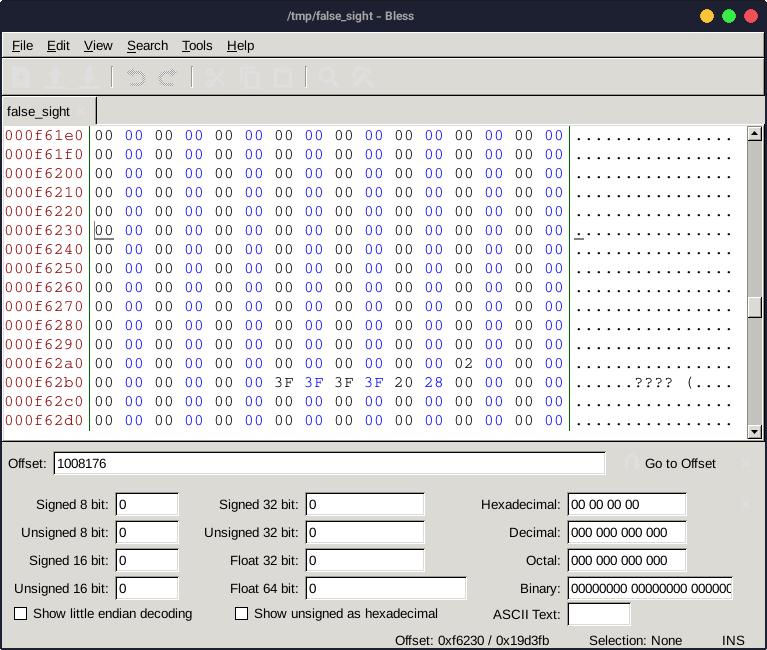 /tmp/false_sight - Bless
File Edit View Search Tools Help
false_sight
000f61e0 00 00 00 00 00 00 00 00 00 00 00 00 00 00 00 00 ................
000f61f0 00 00 00 00 00 00 00 00 00 00 00 00 00 00 00 00 ................
000f6200 00 00 00 00 00 00 00 00 00 00 00 00 00 00 00 00 ................
000f6210 00 00 00 00 00 00 00 00 00 00 00 00 00 00 00 00 ................
000f6220 00 00 00 00 00 00 00 00 00 00 00 00 00 00 00 00 ................
000f6230 00 00 00 00 00 00 00 00 00 00 00 00 00 00 00 00 ................
000f6240 00 00 00 00 00 00 00 00 00 00 00 00 00 00 00 00 ................
000f6250 00 00 00 00 00 00 00 00 00 00 00 00 00 00 00 00 ................
000f6260 00 00 00 00 00 00 00 00 00 00 00 00 00 00 00 00 ................
000f6270 00 00 00 00 00 00 00 00 00 00 00 00 00 00 00 00 ................
000f6280 00 00 00 00 00 00 00 00 00 00 00 00 00 00 00 00 ................
000f6290 00 00 00 00 00 00 00 00 00 00 00 00 00 00 00 00 ................
000f62a0 00 00 00 00 00 00 00 00 00 00 00 00 02 00 00 00 ................
000f62b0 00 00 00 00 00 00 3F 3F 3F 3F 20 28 00 00 00 00 ......???? (....
000f62c0 00 00 00 00 00 00 00 00 00 00 00 00 00 00 00 00 ................
000f62d0 00 00 00 00 00 00 00 00 00 00 00 00 00 00 00 00 ................
Offset: 1008176 Go to Offset
Signed 8 bit: 0 Signed 32 bit: 0 Hexadecimal: 00 00 00 00
Unsigned 8 bit: 0 Unsigned 32 bit: 0 Decimal: 000 000 000 000
Signed 16 bit: 0 Float 32 bit: 0 Octal: 000 000 000 000
Unsigned 16 bit: 0 Float 64 bit: 0 Binary: 00000000 00000000 000000
Show little endian decoding Show unsigned as hexadecimal ASCII Text:
Offset: 0xf6230 / 0x19d3fb Selection: None INS